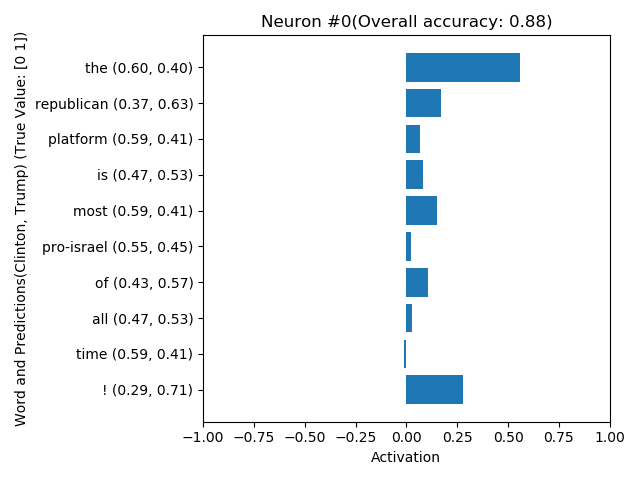 Neuron #0(Overall accuracy: 0.88)
Word and Predictions(Clinton, Trump) (True Value: [0 1])
the (0.60, 0.40)
republican (0.37, 0.63)
platform (0.59, 0.41)
is (0.47, 0.53)
most (0.59, 0.41)
pro-israel (0.55, 0.45)
of (0.43, 0.57)
all (0.47, 0.53)
time (0.59, 0.41)
! (0.29, 0.71)
−1.00 −0.75 −0.50 −0.25 0.00 0.25 0.50 0.75 1.00
Activation